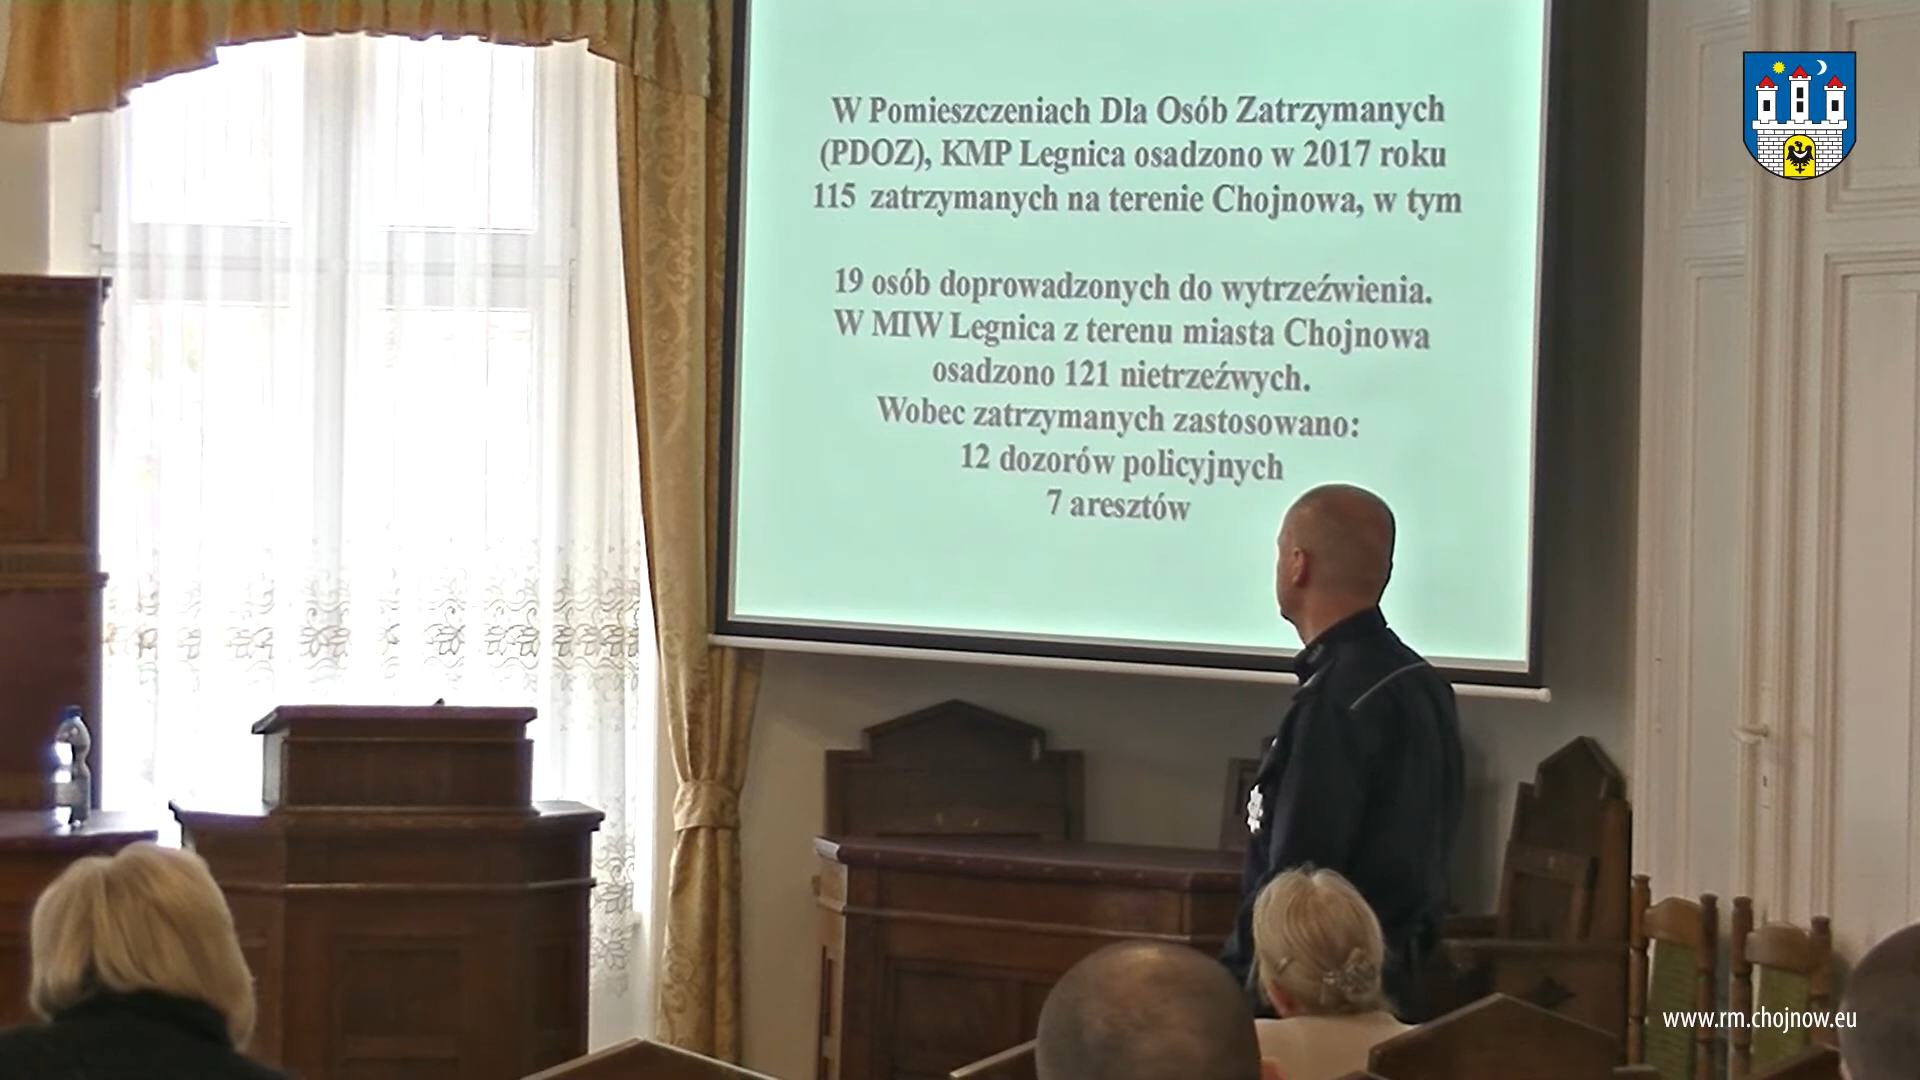 W Pomieszczeniach Dla Osób Zatrzymanych
(PDOZ), KMP Legnica osadzono w 2017 roku
115 zatrzymanych na terenie Chojnowa, w tym
19 osób doprowadzonych do wytrzeźwienia.
W MIW Legnica z terenu miasta Chojnowa
osadzono 121 nietrzeźwych.
Wobec zatrzymanych zastosowano:
12 dozorów policyjnych
7 aresztów
www.rm.chojnow.eu